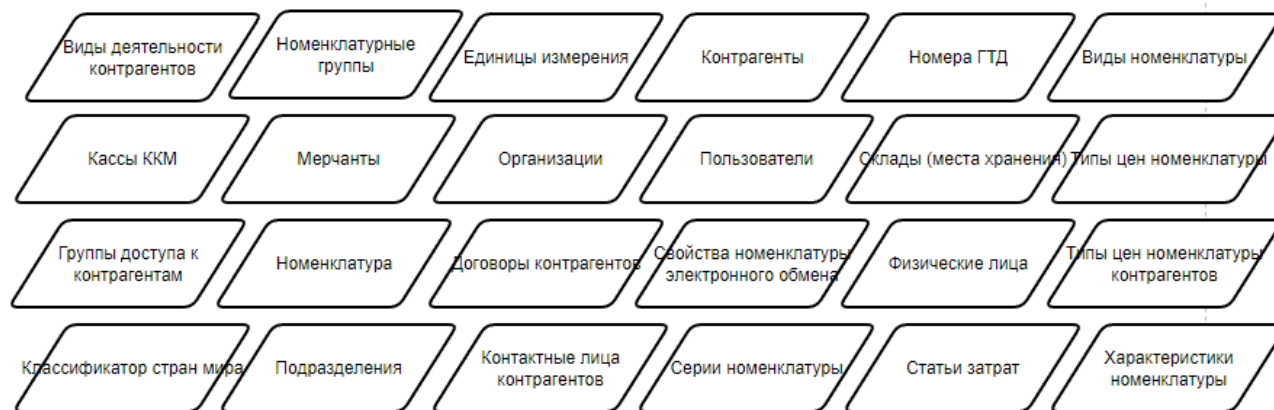 Виды деятельности
контрагентов
Номенклатурные
группы
Единицы измерения
Контрагенты
Номера ГТД
Виды номенклатуры
Кассы ККМ
Мерчанты
Организации
Пользователи
Склады (места хранения)
Типы цен номенклатуры
Группы доступа к
контрагентам
Номенклатура
Договоры контрагентов
Свойства номенклатуры
электронного обмена
Физические лица
Типы цен номенклатуры
контрагентов
Классификатор стран мира
Подразделения
Контактные лица
контрагентов
Серии номенклатуры
Статьи затрат
Характеристики
номенклатуры